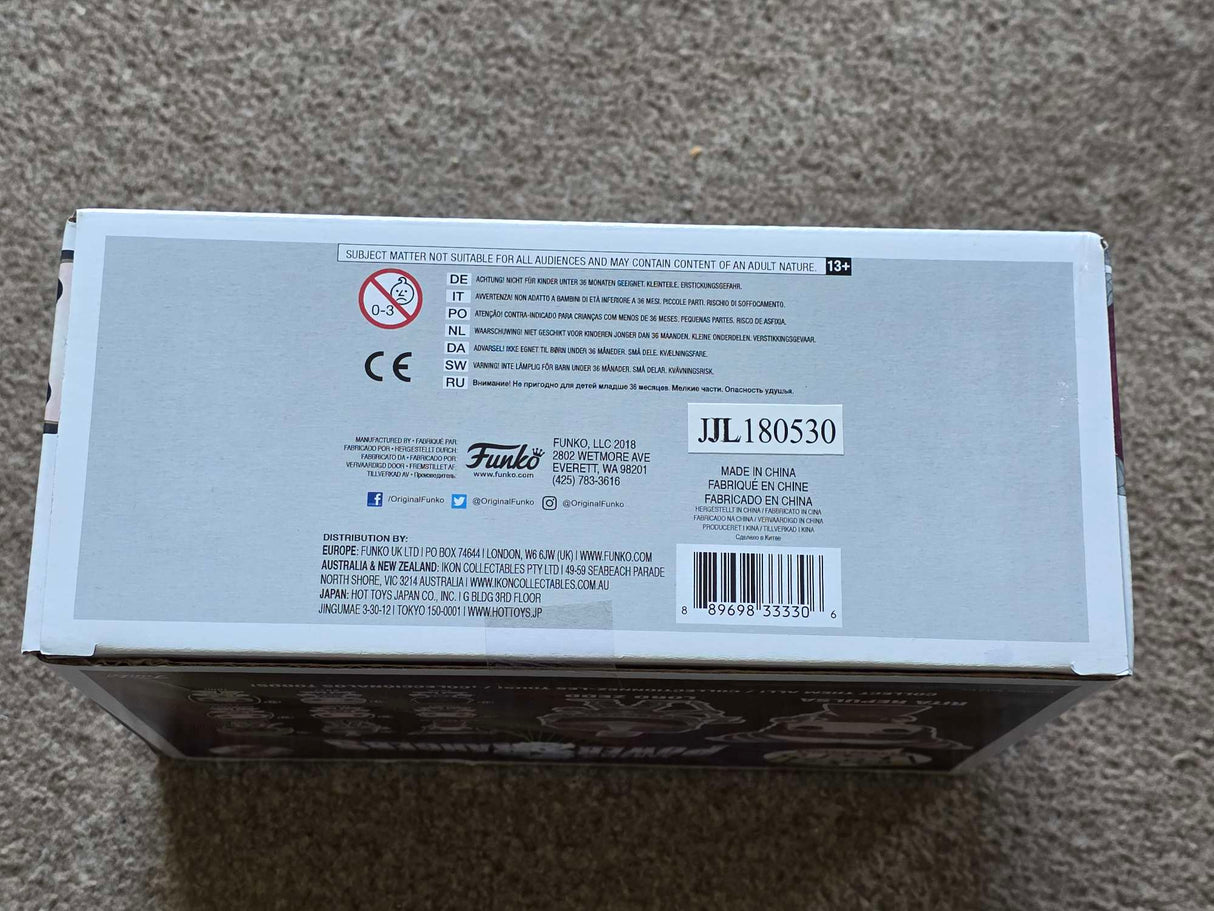 SUBJECT MATTER NOT SUITABLE FOR ALL AUDIENCES AND MAY CONTAIN CONTENT OF AN ADULT NATURE. 13+
0-3
DE ACHTUNG! NICHT FÜR KINDER UNTER 36 MONATEN GEEIGNET. KLEINTEILE. ERSTICKUNGSGEFAHR.
IT AVVERTENZA! NON ADATTO A BAMBINI DI ETÀ INFERIORE A 36 MESI. PICCOLE PARTI. RISCHIO DI SOFFOCAMENTO.
PO ATENÇÃO! CONTRA-INDICADO PARA CRIANÇAS COM MENOS DE 36 MESES. PEQUENAS PARTES. RISCO DE ASFIXIA.
NL WAARSCHUWING! NIET GESCHIKT VOOR KINDEREN JONGER DAN 36 MAANDEN. KLEINE ONDERDELEN. VERSTIKKINGSGEVAAR.
DA ADVARSEL! IKKE EGNET TIL BØRN UNDER 36 MÅNEDER. SMÅ DELE. KVÆLNINGSFARE.
SW VARNING! INTE LÄMPLIG FÖR BARN UNDER 36 MÅNADER. SMÅ DELAR. KVÄVNINGSRISK.
RU Внимание! Не пригодно для детей младше 36 месяцев. Мелкие части. Опасность удушья.
CE
JJL180530
MANUFACTURED BY • FABRIQUÉ PAR
FABRICADO POR • HERGESTELLT DURCH:
FABBRICATO DA • FABRICADO POR:
VERVAARDIGD DOOR • FREMSTILLET AF:
TILLVERKAD AV • Производитель:
Funko
www.funko.com
FUNKO, LLC 2018
2802 WETMORE AVE
EVERETT, WA 98201
(425) 783-3616
/OriginalFunko @OriginalFunko @OriginalFunko
MADE IN CHINA
FABRIQUÉ EN CHINE
FABRICADO EN CHINA
HERGESTELLT IN CHINA / FABBRICATO IN CINA
FABRICADO NA CHINA / VERVAARDIGD IN CHINA
PRODUCERET I KINA / TILLVERKAD I KINA
Сделано в Китае
DISTRIBUTION BY:
EUROPE: FUNKO UK LTD | PO BOX 74644 | LONDON, W6 6JW (UK) | WWW.FUNKO.COM
AUSTRALIA & NEW ZEALAND: IKON COLLECTABLES PTY LTD | 49-59 SEABEACH PARADE
NORTH SHORE, VIC 3214 AUSTRALIA | WWW.IKONCOLLECTABLES.COM.AU
JAPAN: HOT TOYS JAPAN CO., INC. | G BLDG 3RD FLOOR
JINGUMAE 3-30-12 | TOKYO 150-0001 | WWW.HOTTOYS.JP
8 89698 33330 6
COLLECT THEM ALL!
RITA REPULSA
LORD ZEDD
POWER